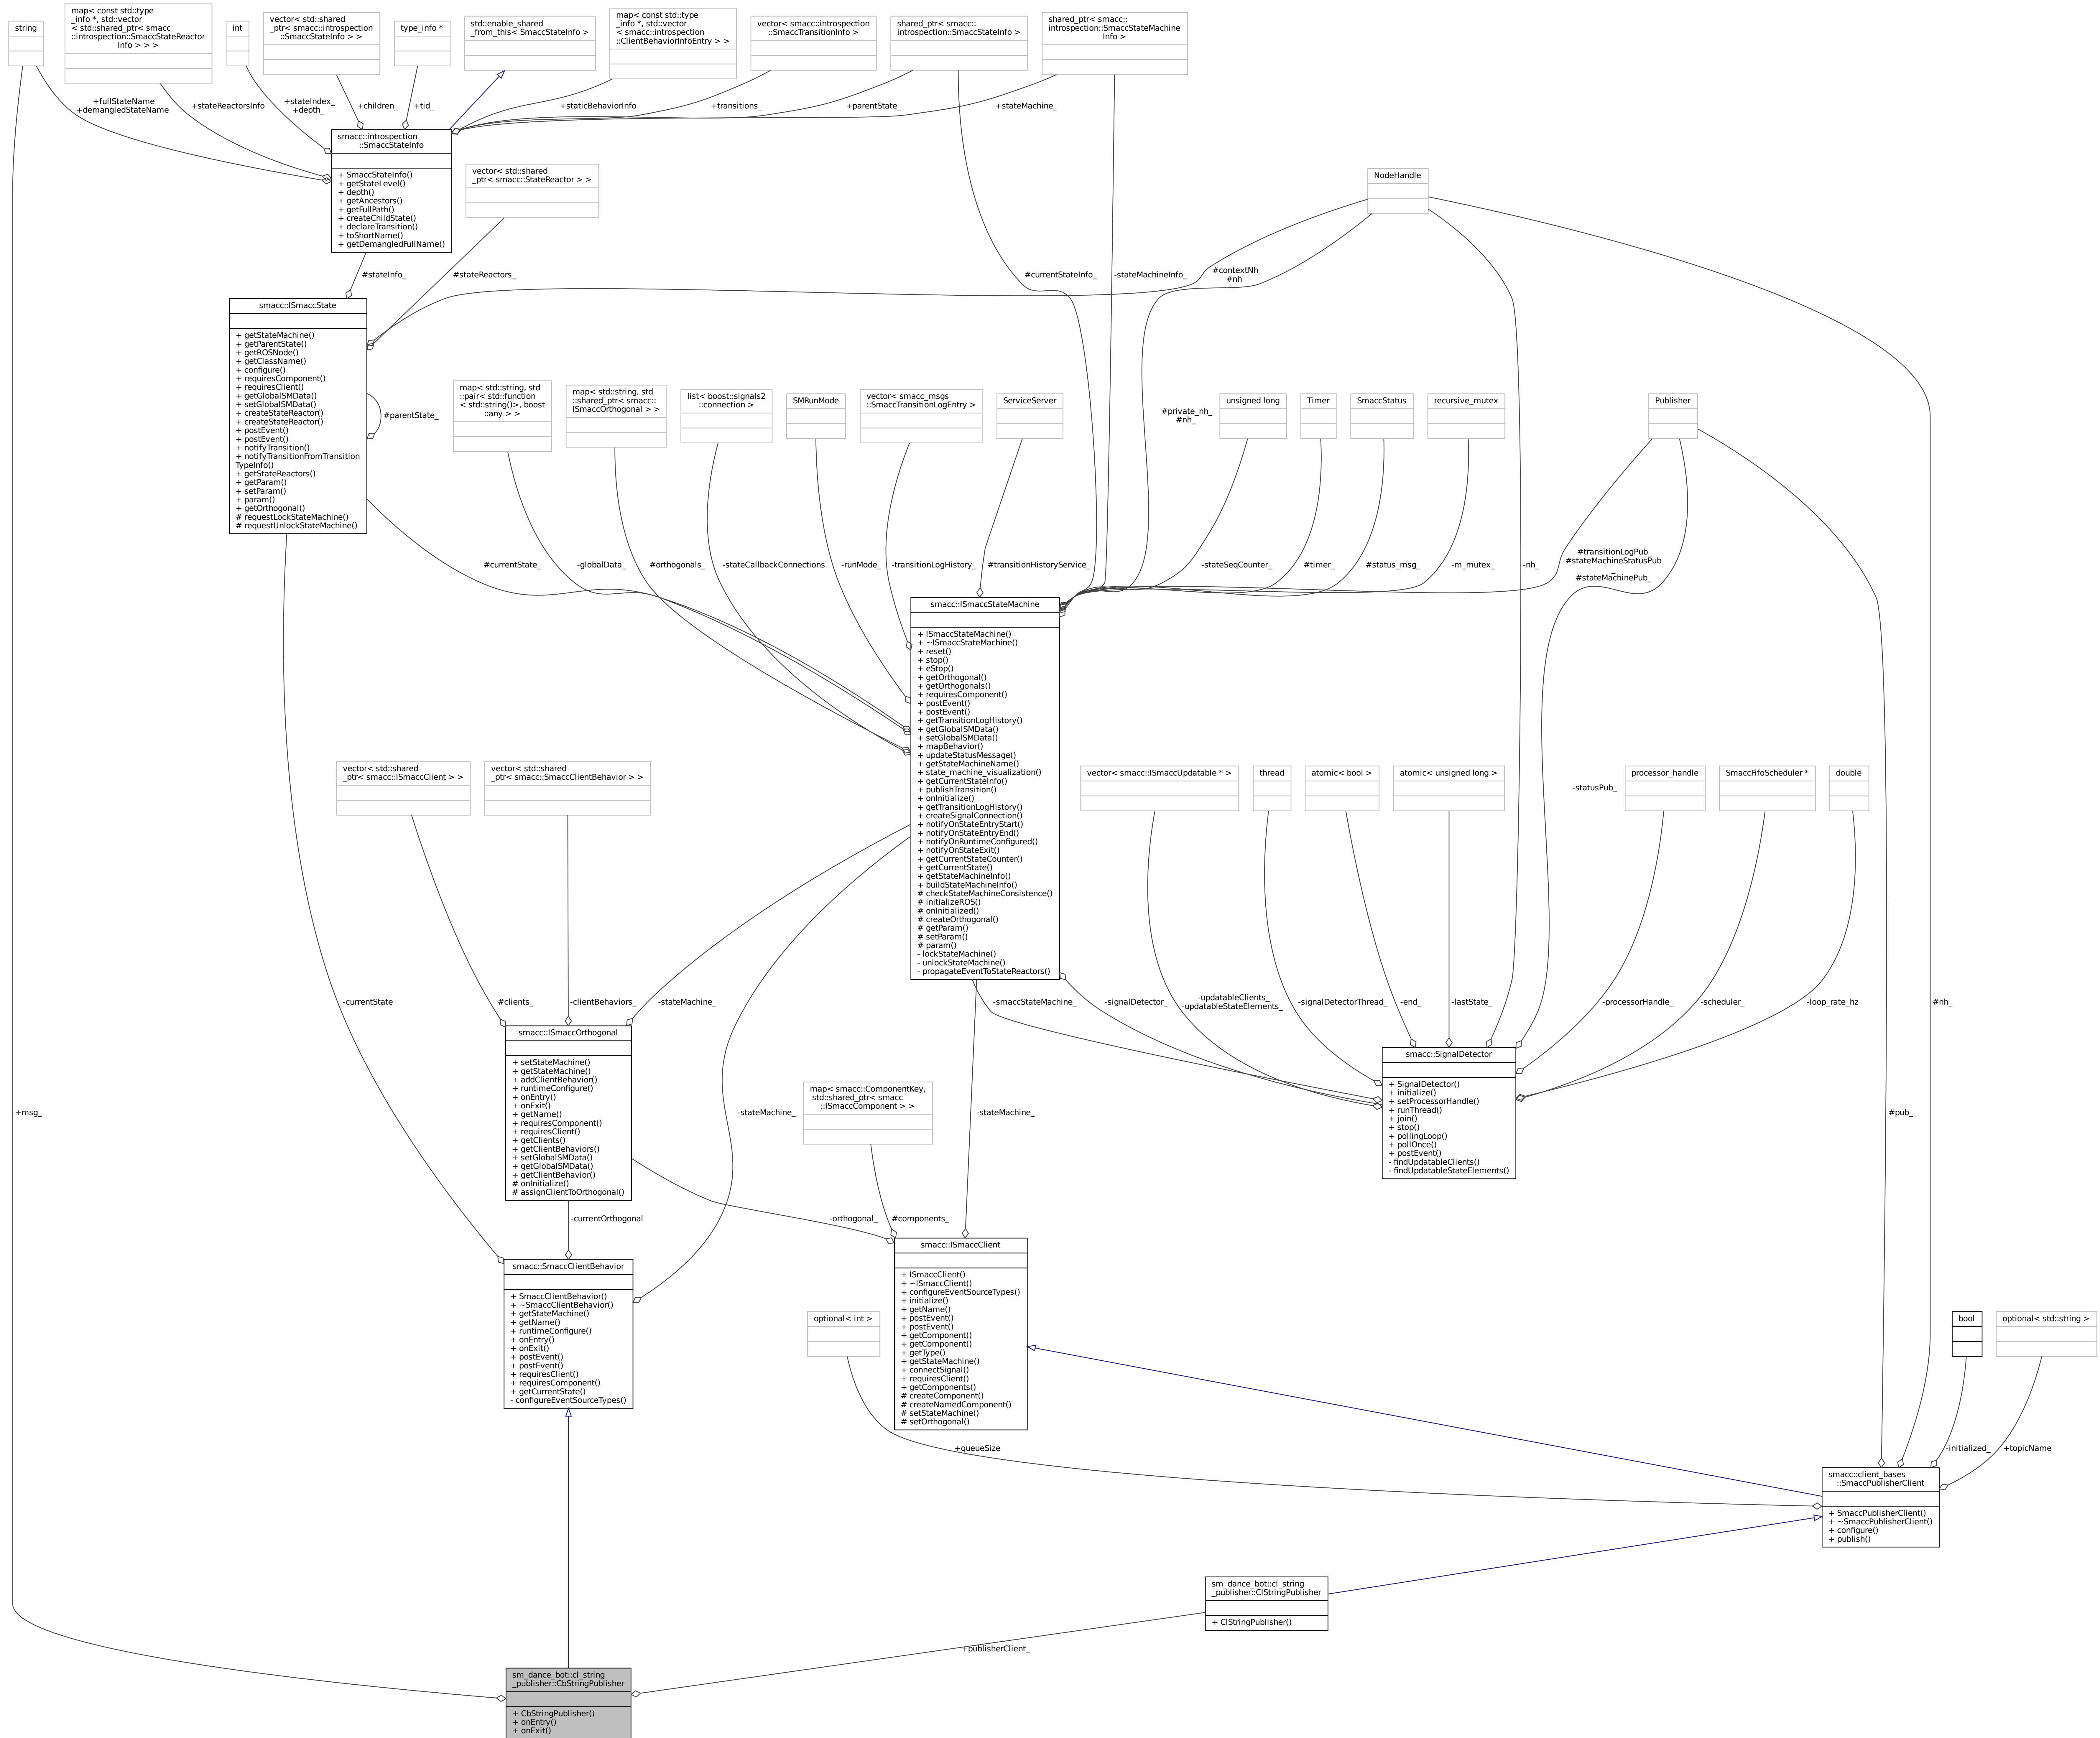 string
map< const std::type
_info *, std::vector
< std::shared_ptr< smacc
::introspection::SmaccStateReactor
Info > > >
int
vector< std::shared
_ptr< smacc::introspection
::SmaccStateInfo > >
type_info *
std::enable_shared
_from_this< SmaccStateInfo >
map< const std::type
_info *, std::vector
< smacc::introspection
::ClientBehaviorInfoEntry > >
vector< smacc::introspection
::SmaccTransitionInfo >
shared_ptr< smacc::
introspection::SmaccStateInfo >
shared_ptr< smacc::
introspection::SmaccStateMachine
Info >
+fullStateName
+demangledStateName
+stateReactorsInfo
+stateIndex_
+depth_
+children_
+tid_
+staticBehaviorInfo
+transitions_
+parentState_
+stateMachine_
smacc::introspection
::SmaccStateInfo
+ SmaccStateInfo()
+ getStateLevel()
+ depth()
+ getAncestors()
+ getFullPath()
+ createChildState()
+ declareTransition()
+ toShortName()
+ getDemangledFullName()
vector< std::shared
_ptr< smacc::StateReactor > >
NodeHandle
#stateInfo_
#stateReactors_
#currentStateInfo_
-stateMachineInfo_
#contextNh
#nh
smacc::ISmaccState
+ getStateMachine()
+ getParentState()
+ getROSNode()
+ getClassName()
+ configure()
+ requiresComponent()
+ requiresClient()
+ getGlobalSMData()
+ setGlobalSMData()
+ createStateReactor()
+ createStateReactor()
+ postEvent()
+ postEvent()
+ notifyTransition()
+ notifyTransitionFromTransition
TypeInfo()
+ getStateReactors()
+ getParam()
+ setParam()
+ param()
+ getOrthogonal()
# requestLockStateMachine()
# requestUnlockStateMachine()
#parentState_
map< std::string, std
::pair< std::function
< std::string()>, boost
::any > >
map< std::string, std
::shared_ptr< smacc::
ISmaccOrthogonal > >
list< boost::signals2
::connection >
SMRunMode
vector< smacc_msgs
::SmaccTransitionLogEntry >
ServiceServer
#private_nh_
#nh_
unsigned long
Timer
SmaccStatus
recursive_mutex
Publisher
#currentState_
-globalData_
#orthogonals_
-stateCallbackConnections
-runMode_
-transitionLogHistory_
#transitionHistoryService_
-stateSeqCounter_
#timer_
#status_msg_
-m_mutex_
-nh_
#transitionLogPub_
#stateMachineStatusPub
_
#stateMachinePub_
smacc::ISmaccStateMachine
+ ISmaccStateMachine()
+ ~ISmaccStateMachine()
+ reset()
+ stop()
+ eStop()
+ getOrthogonal()
+ getOrthogonals()
+ requiresComponent()
+ postEvent()
+ postEvent()
+ getTransitionLogHistory()
+ getGlobalSMData()
+ setGlobalSMData()
+ mapBehavior()
+ updateStatusMessage()
+ getStateMachineName()
+ state_machine_visualization()
+ getCurrentStateInfo()
+ publishTransition()
+ onInitialize()
+ getTransitionLogHistory()
+ createSignalConnection()
+ notifyOnStateEntryStart()
+ notifyOnStateEntryEnd()
+ notifyOnRuntimeConfigured()
+ notifyOnStateExit()
+ getCurrentStateCounter()
+ getCurrentState()
+ getStateMachineInfo()
+ buildStateMachineInfo()
# checkStateMachineConsistence()
# initializeROS()
# onInitialized()
# createOrthogonal()
# getParam()
# setParam()
# param()
- lockStateMachine()
- unlockStateMachine()
- propagateEventToStateReactors()
vector< std::shared
_ptr< smacc::ISmaccClient > >
vector< std::shared
_ptr< smacc::SmaccClientBehavior > >
vector< smacc::ISmaccUpdatable * >
thread
atomic< bool >
atomic< unsigned long >
-statusPub_
processor_handle
SmaccFifoScheduler *
double
-currentState
#clients_
-clientBehaviors_
-stateMachine_
-smaccStateMachine_
-signalDetector_
-updatableClients_
-updatableStateElements_
-signalDetectorThread_
-end_
-lastState_
-processorHandle_
-scheduler_
-loop_rate_hz
#nh_
smacc::ISmaccOrthogonal
+ setStateMachine()
+ getStateMachine()
+ addClientBehavior()
+ runtimeConfigure()
+ onEntry()
+ onExit()
+ getName()
+ requiresComponent()
+ requiresClient()
+ getClients()
+ getClientBehaviors()
+ setGlobalSMData()
+ getGlobalSMData()
+ getClientBehavior()
# onInitialize()
# assignClientToOrthogonal()
smacc::SignalDetector
+ SignalDetector()
+ initialize()
+ setProcessorHandle()
+ runThread()
+ join()
+ stop()
+ pollingLoop()
+ pollOnce()
+ postEvent()
- findUpdatableClients()
- findUpdatableStateElements()
map< smacc::ComponentKey,
std::shared_ptr< smacc
::ISmaccComponent > >
+msg_
-stateMachine_
-stateMachine_
#pub_
-currentOrthogonal
-orthogonal_
#components_
smacc::ISmaccClient
+ ISmaccClient()
+ ~ISmaccClient()
+ configureEventSourceTypes()
+ initialize()
+ getName()
+ postEvent()
+ postEvent()
+ getComponent()
+ getComponent()
+ getType()
+ getStateMachine()
+ connectSignal()
+ requiresClient()
+ getComponents()
# createComponent()
# createNamedComponent()
# setStateMachine()
# setOrthogonal()
smacc::SmaccClientBehavior
+ SmaccClientBehavior()
+ ~SmaccClientBehavior()
+ getStateMachine()
+ getName()
+ runtimeConfigure()
+ onEntry()
+ onExit()
+ postEvent()
+ postEvent()
+ requiresClient()
+ requiresComponent()
+ getCurrentState()
- configureEventSourceTypes()
optional< int >
bool
optional< std::string >
+queueSize
-initialized_
+topicName
smacc::client_bases
::SmaccPublisherClient
+ SmaccPublisherClient()
+ ~SmaccPublisherClient()
+ configure()
+ publish()
sm_dance_bot::cl_string
_publisher::ClStringPublisher
+ ClStringPublisher()
+publisherClient_
sm_dance_bot::cl_string
_publisher::CbStringPublisher
+ CbStringPublisher()
+ onEntry()
+ onExit()